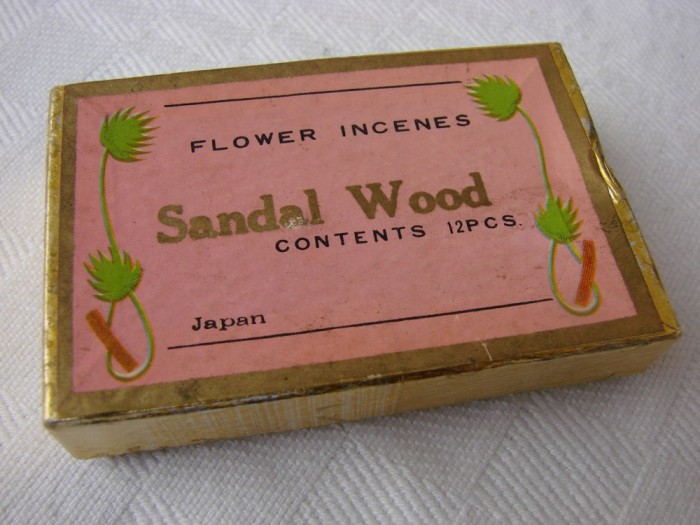 FLOWER INCENES
Sandal Wood
CONTENTS 12PCS.
Japan